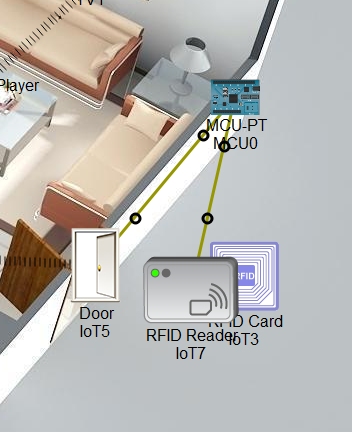 Player
MCU-PT
MCU0
RFID
Door
IoT5
RFID Reader
IoT7
RFID Card
IoT3